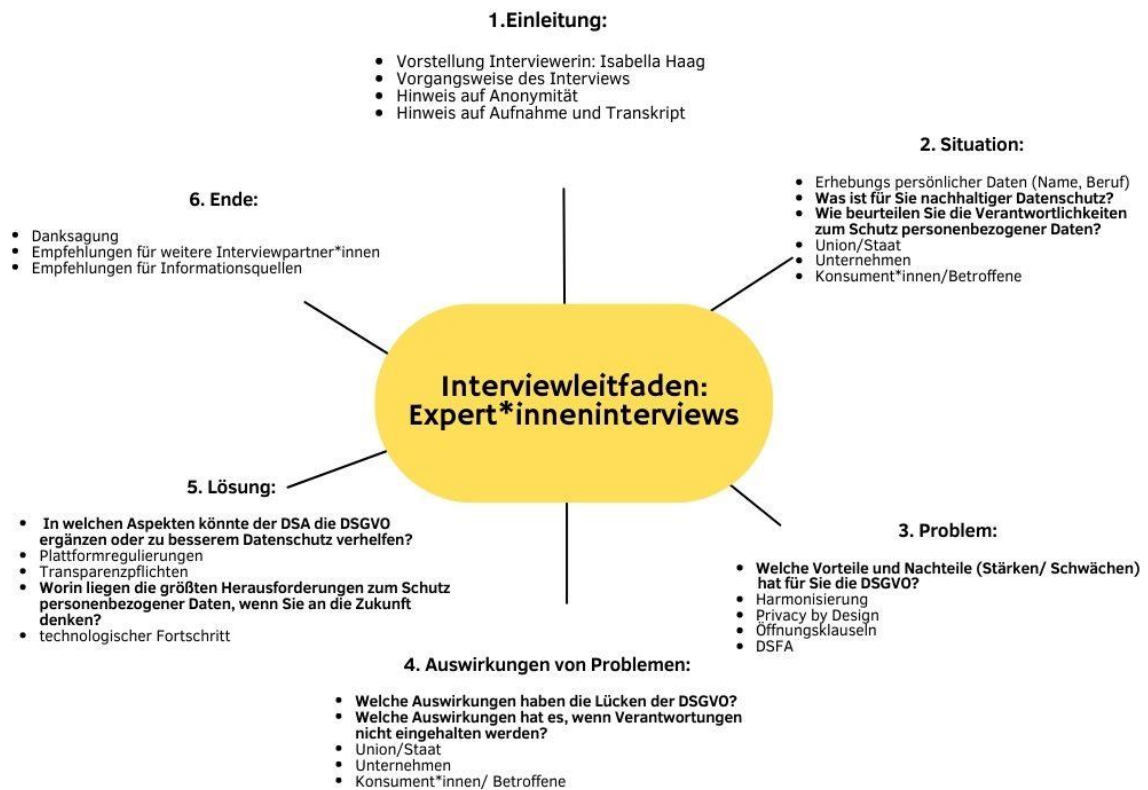 1.Einleitung:
• Vorstellung Interviewerin: Isabella Haag
• Vorgangsweise des Interviews
• Hinweis auf Anonymität
• Hinweis auf Aufnahme und Transkript
2. Situation:
• Erhebungs persönlicher Daten (Name, Beruf)
• Was ist für Sie nachhaltiger Datenschutz?
• Wie beurteilen Sie die Verantwortlichkeiten
zum Schutz personenbezogener Daten?
• Union/Staat
• Unternehmen
• Konsument*innen/Betroffene
6. Ende:
• Danksagung
• Empfehlungen für weitere Interviewpartner*innen
• Empfehlungen für Informationsquellen
Interviewleitfaden:
Expert*inneninterviews
5. Lösung:
• In welchen Aspekten könnte der DSA die DSGVO
ergänzen oder zu besserem Datenschutz verhelfen?
• Plattformregulierungen
• Transparenzpflichten
• Worin liegen die größten Herausforderungen zum Schutz
personenbezogener Daten, wenn Sie an die Zukunft
denken?
• technologischer Fortschritt
3. Problem:
• Welche Vorteile und Nachteile (Stärken/ Schwächen)
hat für Sie die DSGVO?
• Harmonisierung
• Privacy by Design
• Öffnungsklauseln
• DSFA
4. Auswirkungen von Problemen:
• Welche Auswirkungen haben die Lücken der DSGVO?
• Welche Auswirkungen hat es, wenn Verantwortungen
nicht eingehalten werden?
• Union/Staat
• Unternehmen
• Konsument*innen/ Betroffene